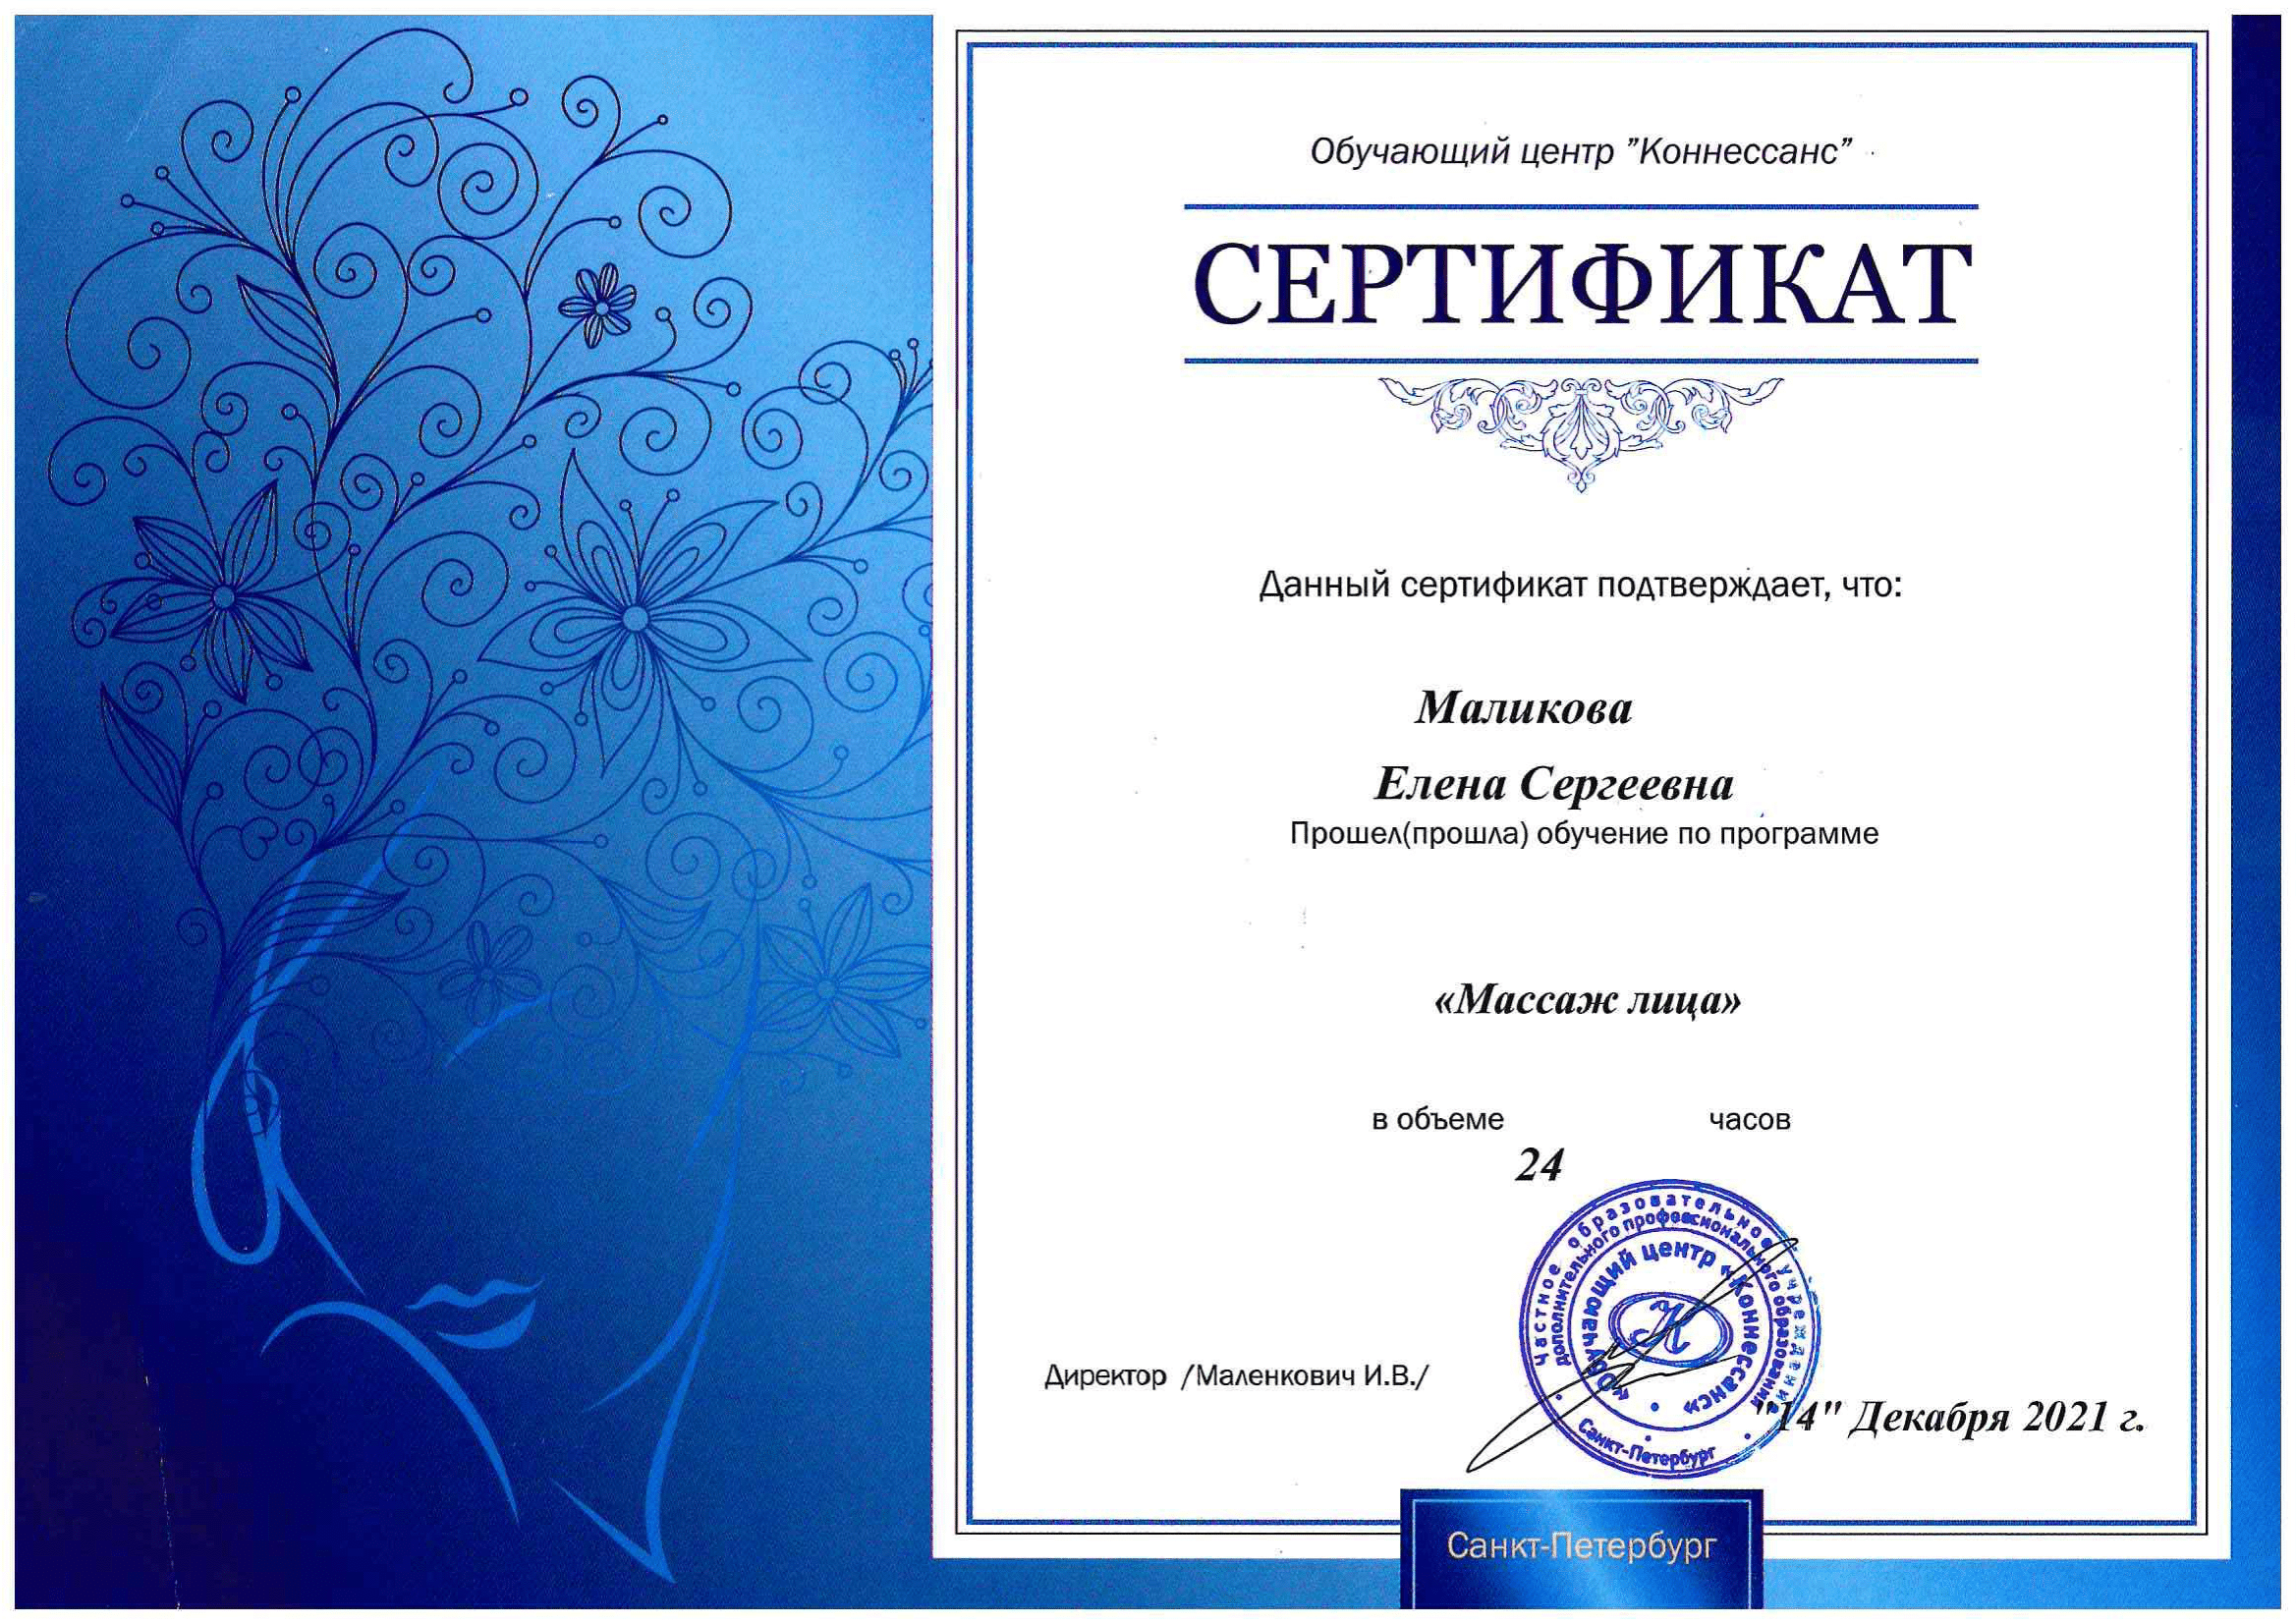 Обучающий центр "Коннессанс"
СЕРТИФИКАТ
Данный сертификат подтверждает, что:
Маликова
Елена Сергеевна
Прошел(прошла) обучение по программе
«Массаж лица»
в объеме часов
24
Частное образовательное учреждение
дополнительного профессионального образования
«Обучающий центр «Коннессанс»
Санкт-Петербург
Директор /Маленкович И.В./
"14" Декабря 2021 г.
Санкт-Петербург